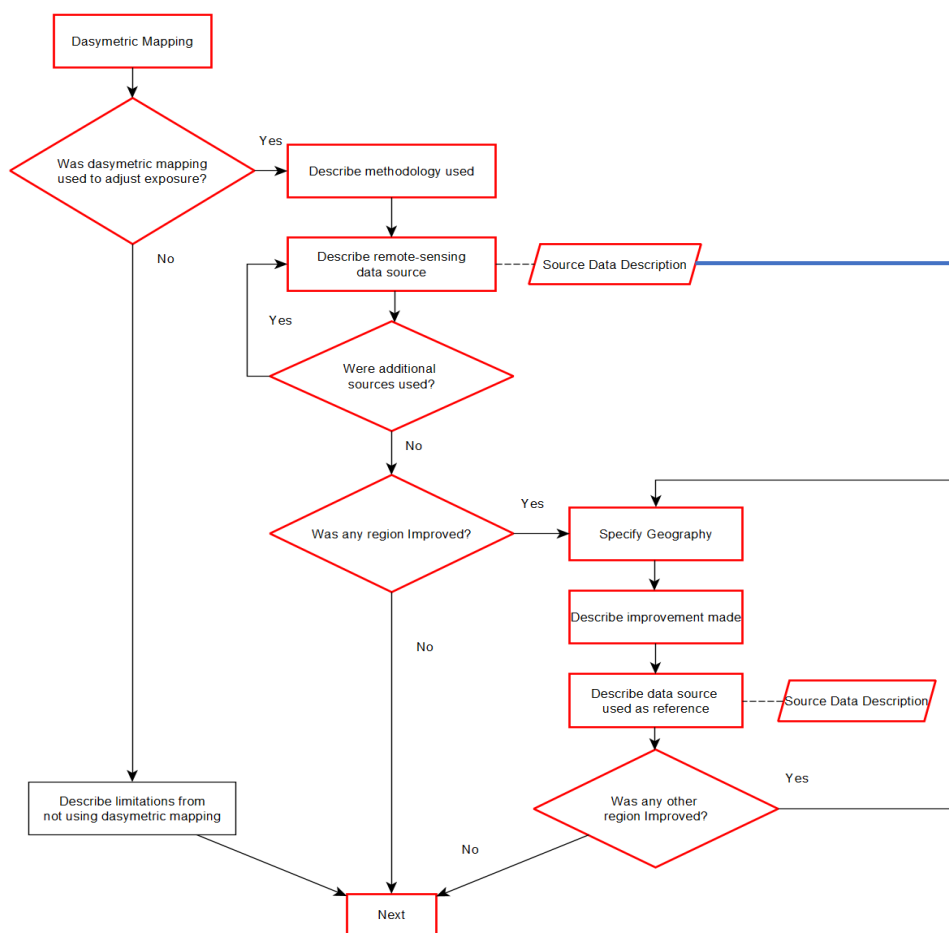 Dasymetric Mapping
Was dasymetric mapping
used to adjust exposure?
Yes
Describe methodology used
No
Describe remote-sensing
data source
Source Data Description
Yes
Were additional
sources used?
No
Was any region Improved?
Yes
Specify Geography
Describe improvement made
No
Describe data source
used as reference
Source Data Description
Was any other
region Improved?
Yes
Describe limitations from
not using dasymetric mapping
No
Next